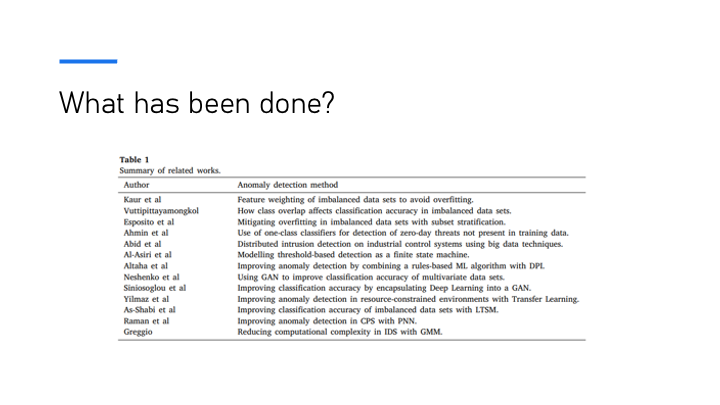 What has been done?
Table 1
Summary of related works.
Author Anomaly detection method
Kaur et al Feature weighting of imbalanced data sets to avoid overfitting.
Vuttipittayamongkol How class overlap affects classification accuracy in imbalanced data sets.
Esposito et al Mitigating overfitting in imbalanced data sets with subset stratification.
Ahmin et al Use of one-class classifiers for detection of zero-day threats not present in training data.
Abid et al Distributed intrusion detection on industrial control systems using big data techniques.
Al-Asiri et al Modelling threshold-based detection as a finite state machine.
Altaha et al Improving anomaly detection by combining a rules-based ML algorithm with DPI.
Neshenko et al Using GAN to improve classification accuracy of multivariate data sets.
Siniosoglou et al Improving classification accuracy by encapsulating Deep Learning into a GAN.
Yilmaz et al Improving anomaly detection in resource-constrained environments with Transfer Learning.
As-Shabi et al Improving classification accuracy of imbalanced data sets with LTSM.
Raman et al Improving anomaly detection in CPS with PNN.
Greggio Reducing computational complexity in IDS with GMM.